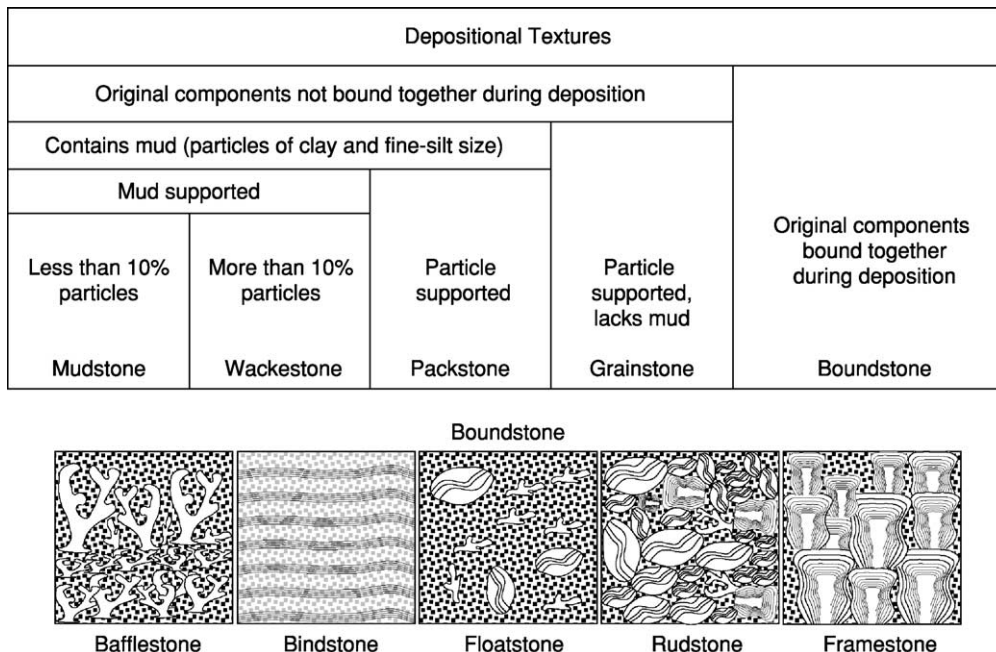 Depositional Textures
Original components not bound together during deposition
Contains mud (particles of clay and fine-silt size)
Mud supported
Less than 10%
particles
Mudstone
More than 10%
particles
Wackestone
Particle
supported
Packstone
Particle
supported,
lacks mud
Grainstone
Original components
bound together
during deposition
Boundstone
Boundstone
Bafflestone
Bindstone
Floatstone
Rudstone
Framestone